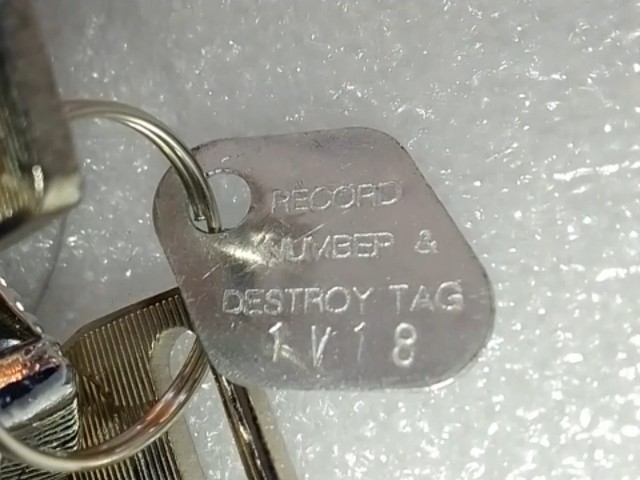 RECORD
NUMBER &
DESTROY TAG
1V18